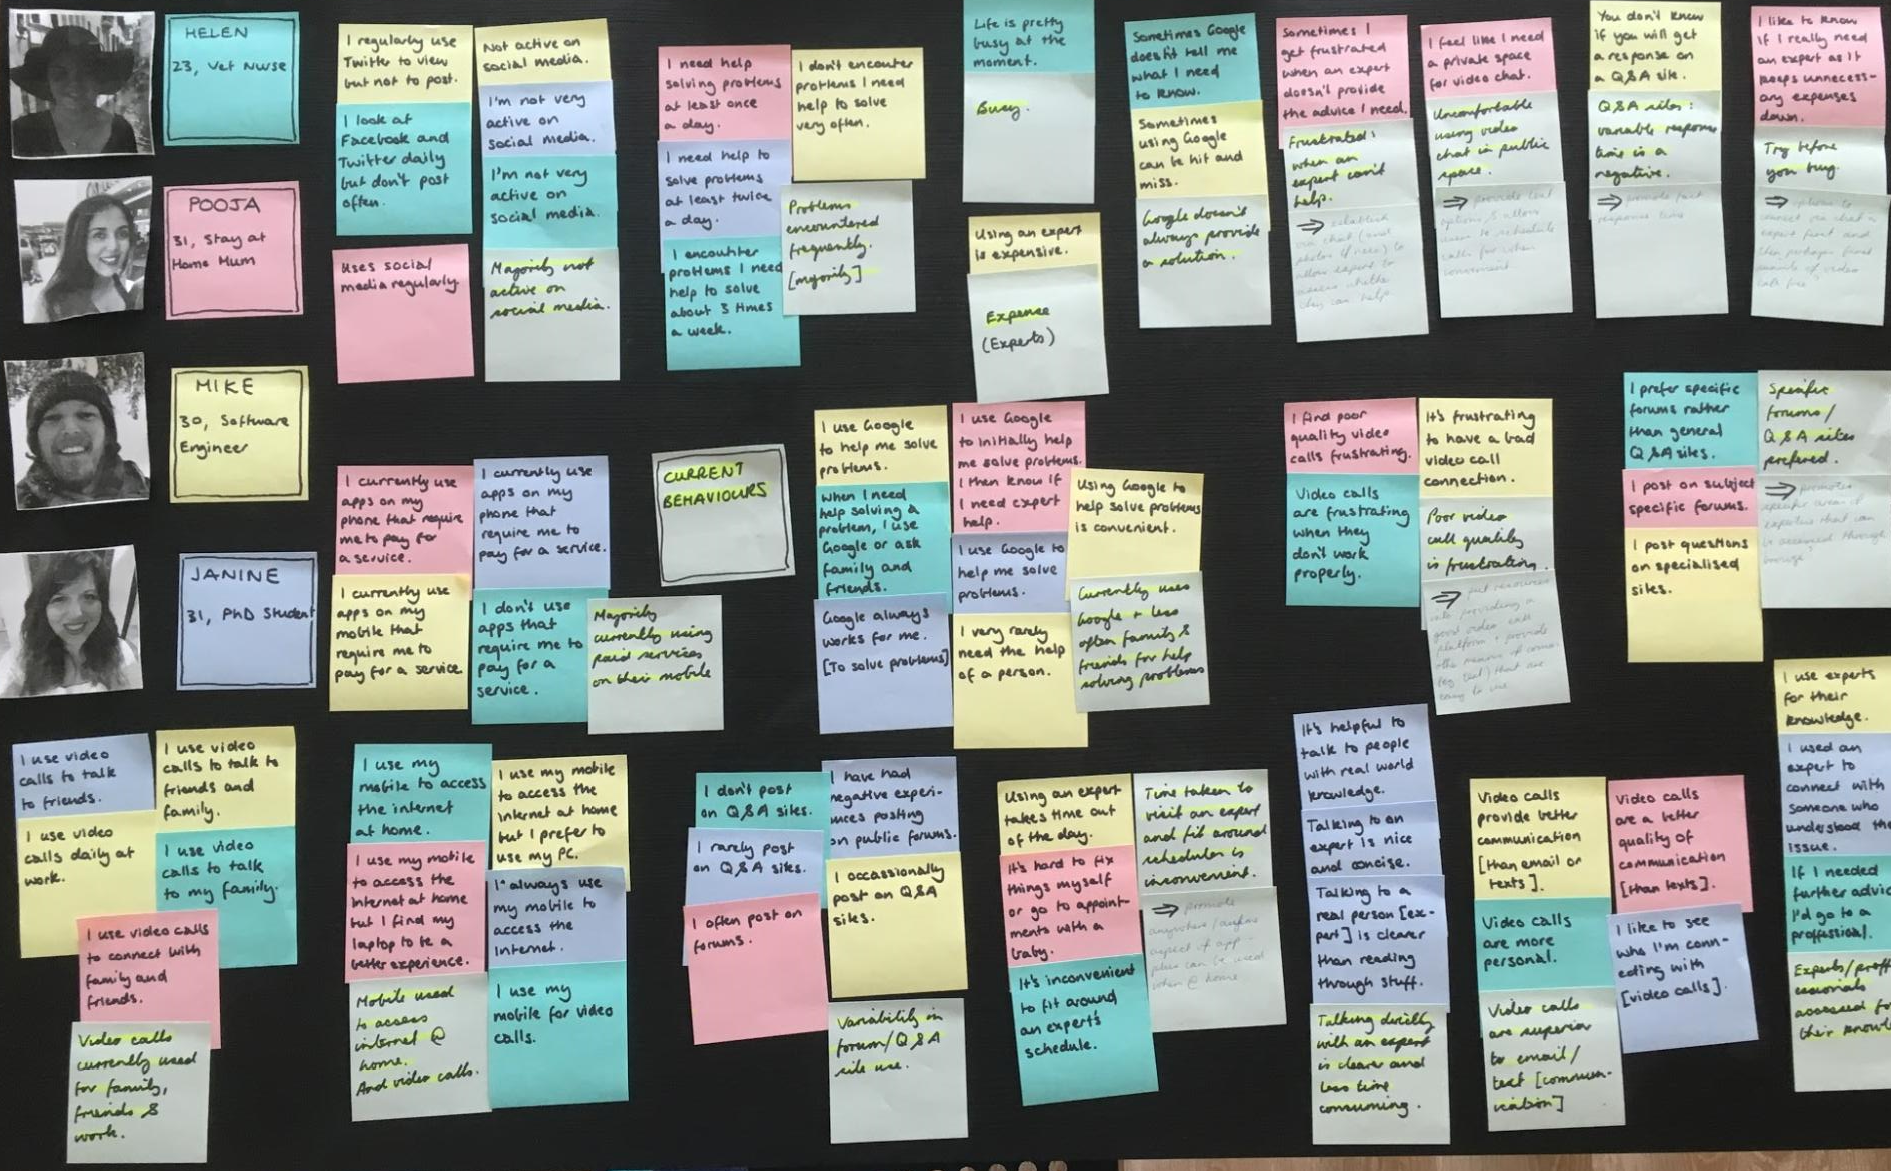 HELEN
23, Vet Nurse
POOJA
31, Stay at
Home Mum
MIKE
30, Software
Engineer
JANINE
31, PhD Student
I regularly use
Twitter to view
but not to post.
I look at
Facebook and
Twitter daily
but don't post
often.
Uses social
media regularly.
Not active on
social media.
I'm not very
active on
social media.
I'm not very
active on
social media.
Majority not
active on
social media.
I need help
solving problems
at least once
a day.
I need help to
solve problems
at least twice
a day.
I encounter
problems I need
help to solve
about 3 times
a week.
I don't encounter
problems I need
help to solve
very often.
Problems
encountered
frequently.
[majority]
Life is pretty
busy at the
moment.
Busy.
Using an expert
is expensive.
Expense
(Experts)
Sometimes Google
does'nt tell me
what I need
to know.
Sometimes
using Google
can be hit and
miss.
Google doesn't
always provide
a solution.
Sometimes I
get frustrated
when an expert
doesn't provide
the advice I need.
Frustrated:
when an
expert can't
help.
I feel like I need
a private space
for video chat.
Uncomfortable
using video
chat in public
space.
You don't know
if you will get
a response on
a Q&A site.
Q&A sites:
variable response
time is a
negative.
I like to know
if I really need
an expert as it
keeps unnecess-
ary expenses
down.
Try before
you buy.
I currently use
apps on my
phone that require
me to pay for
a service.
I currently use
apps on my
mobile that
require me to
pay for a service
I currently use
apps on my
phone that
require me to
pay for a service.
I don't use
apps that
require me to
pay for a
service.
Majority
currently using
paid services
on their mobile
CURRENT
BEHAVIOURS
I use Google
to help me solve
problems.
When I need
help solving a
problem, I use
Google or ask
family and
friends.
Google always
works for me.
[To solve problems]
I use Google
to initially help
me solve problems.
I then know if
I need expert
help.
I use Google to
help me solve
problems.
I very rarely
need the help
of a person.
Using Google to
help solve problems
is convenient.
Currently uses
Google + less
often family &
friends for help
solving problems
I find poor
quality video
calls frustrating.
Video calls
are frustrating
when they
don't work
properly.
It's frustrating
to have a bad
video call
connection.
Poor video
call quality
is frustrating.
I prefer specific
forums rather
than general
Q&A sites.
I post on subject
specific forums.
I post questions
on specialised
sites.
Specific
forums/
Q&A sites
prefered.
I use video
calls to talk
to friends.
I use video
calls daily at
work.
I use video
calls to talk to
friends and
family.
I use video
calls to talk
to my family.
I use video calls
to connect with
family and
friends.
Video calls
currently used
for family,
friends &
work.
I use my
mobile to access
the internet
at home.
I use my mobile
to access the
internet at home
but I find my
laptop to be a
better experience.
Mobile used
to access
internet @
home.
And video calls.
I use my mobile
to access the
internet at home
but I prefer to
use my PC.
I always use
my mobile to
access the
internet.
I use my
mobile for video
calls.
I don't post
on Q&A sites.
I rarely post
on Q&A sites.
I often post on
forums.
I have had
negative experi-
ences posting
on public forums.
I occassionally
post on Q&A
sites.
Variability in
forum/Q&A
site use.
Using an expert
takes time out
of the day.
It's hard to fix
things myself
or go to appoint-
ments with a
baby.
It's inconvenient
to fit around
an expert's
schedule.
Time taken to
visit an expert
and fit around
schedules is
inconvenient.
It's helpful to
talk to people
with real world
knowledge.
Talking to an
expert is nice
and concise.
Talking to a
real person [ex-
pert] is clearer
than reading
through stuff.
Talking directly
with an expert
is clearer and
less time
consuming.
Video calls
provide better
communication
[than email or
texts].
Video calls
are more
personal.
Video calls
are superior
to email/
text [commun-
ication]
Video calls
are a better
quality of
communication
[than texts].
I like to see
who I'm conn-
ecting with
[video calls].
I use experts
for their
knowledge.
I used an
expert to
connect with
someone who
understood the
issue.
If I needed
further advic
I'd go to a
proffessional.
Experts/proff
essionals
accessed fo
their knowl